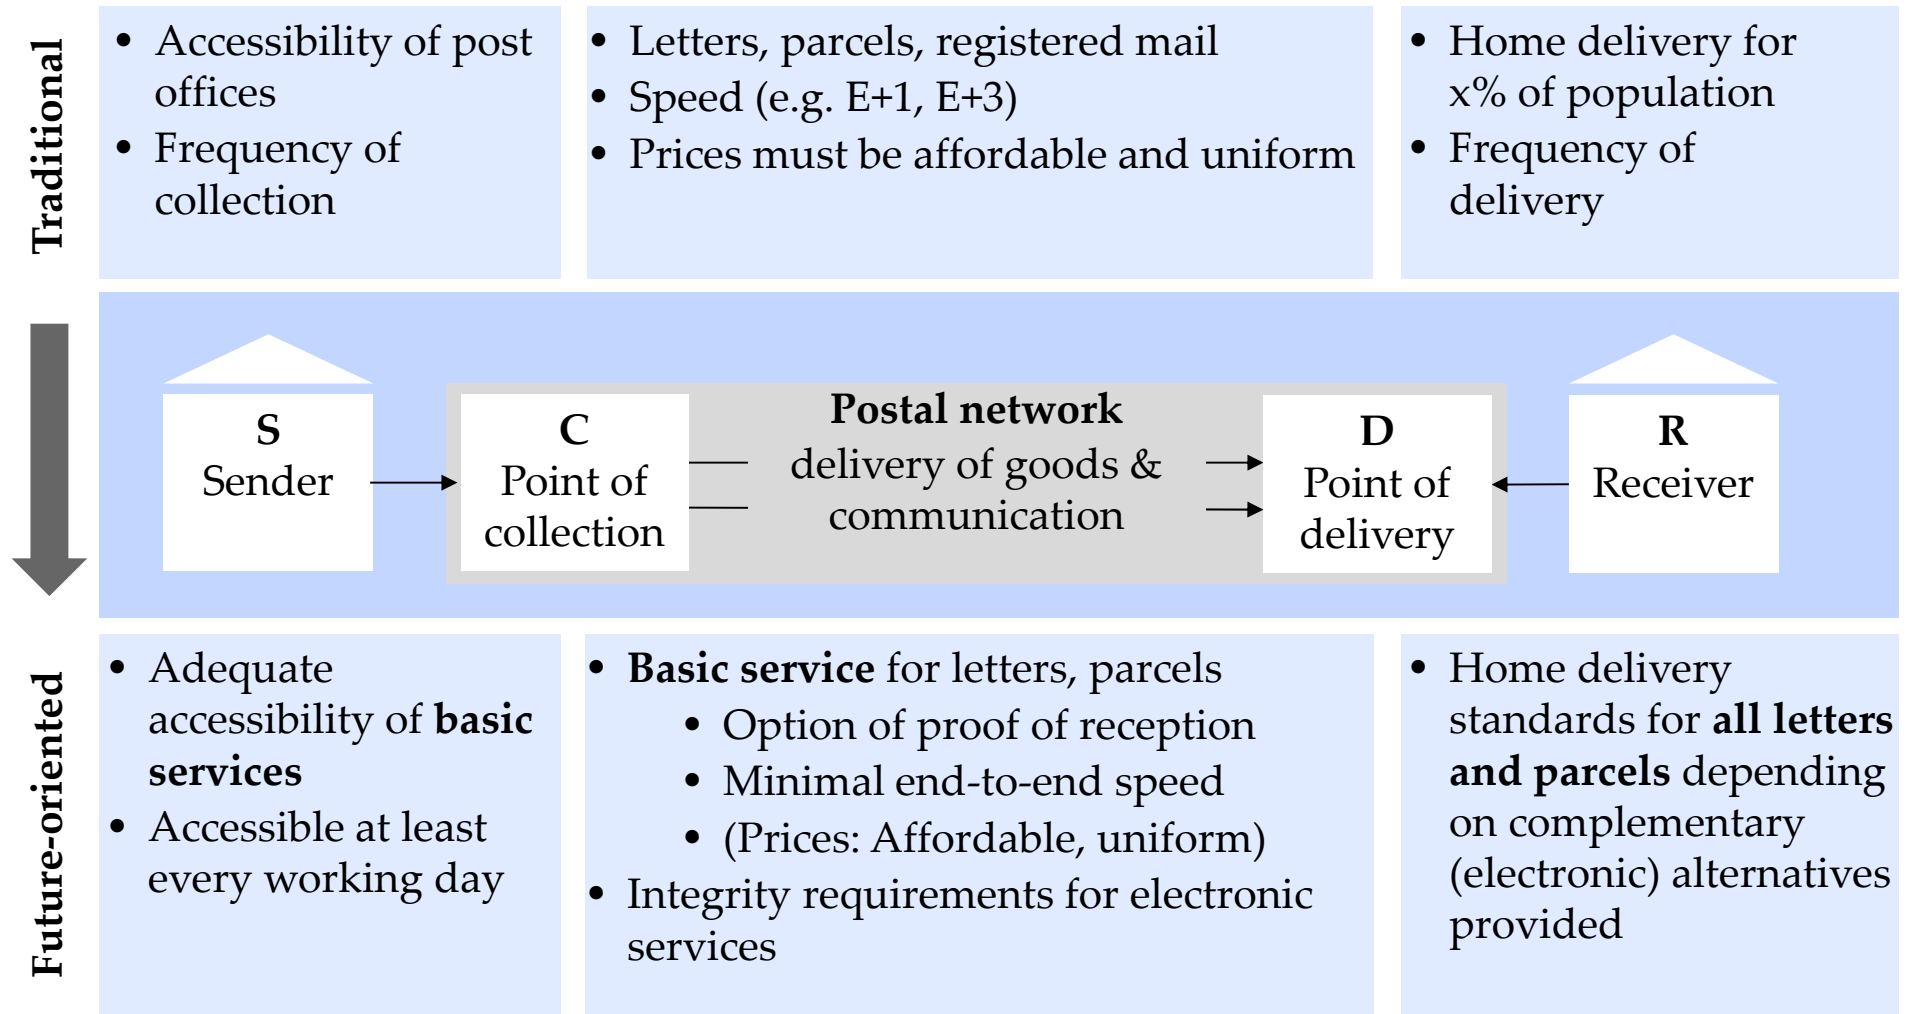 Traditional
• Accessibility of post
offices
• Frequency of
collection
• Letters, parcels, registered mail
• Speed (e.g. E+1, E+3)
• Prices must be affordable and uniform
• Home delivery for
x% of population
• Frequency of
delivery
S
Sender
C
Point of
collection
Postal network
delivery of goods &
communication
D
Point of
delivery
R
Receiver
Future-oriented
• Adequate
accessibility of basic
services
• Accessible at least
every working day
• Basic service for letters, parcels
• Option of proof of reception
• Minimal end-to-end speed
• (Prices: Affordable, uniform)
• Integrity requirements for electronic
services
• Home delivery
standards for all letters
and parcels depending
on complementary
(electronic) alternatives
provided